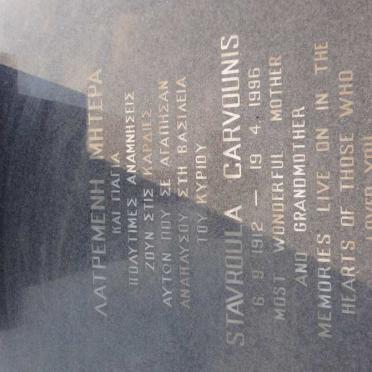 ΛΑΤΡΕΜΕΝΗ ΜΗΤΕΡΑ
ΚΑΙ ΓΙΑΓΙΑ
ΠΟΛΥΤΙΜΕΣ ΑΝΑΜΝΗΣΕΙΣ
ΖΟΥΝ ΣΤΙΣ ΚΑΡΔΙΕΣ
ΑΥΤΩΝ ΠΟΥ ΣΕ ΑΓΑΠΗΣΑΝ
ΑΝΑΠΑΥΣΟΥ ΣΤΗ ΒΑΣΙΛΕΙΑ
ΤΟΥ ΚΥΡΙΟΥ
STAVROULA CARVOUNIS
6. 9. 1912 — 19. 4. 1996
MOST WONDERFUL MOTHER
AND GRANDMOTHER
MEMORIES LIVE ON IN THE
HEARTS OF THOSE WHO
LOVED YOU